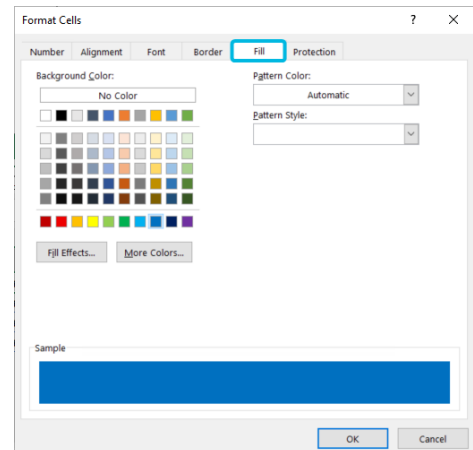 Format Cells ? ×
Number Alignment Font Border Fill Protection
Background Color:
No Color
Fill Effects... More Colors...
Pattern Color:
Automatic
Pattern Style:
Sample
OK Cancel